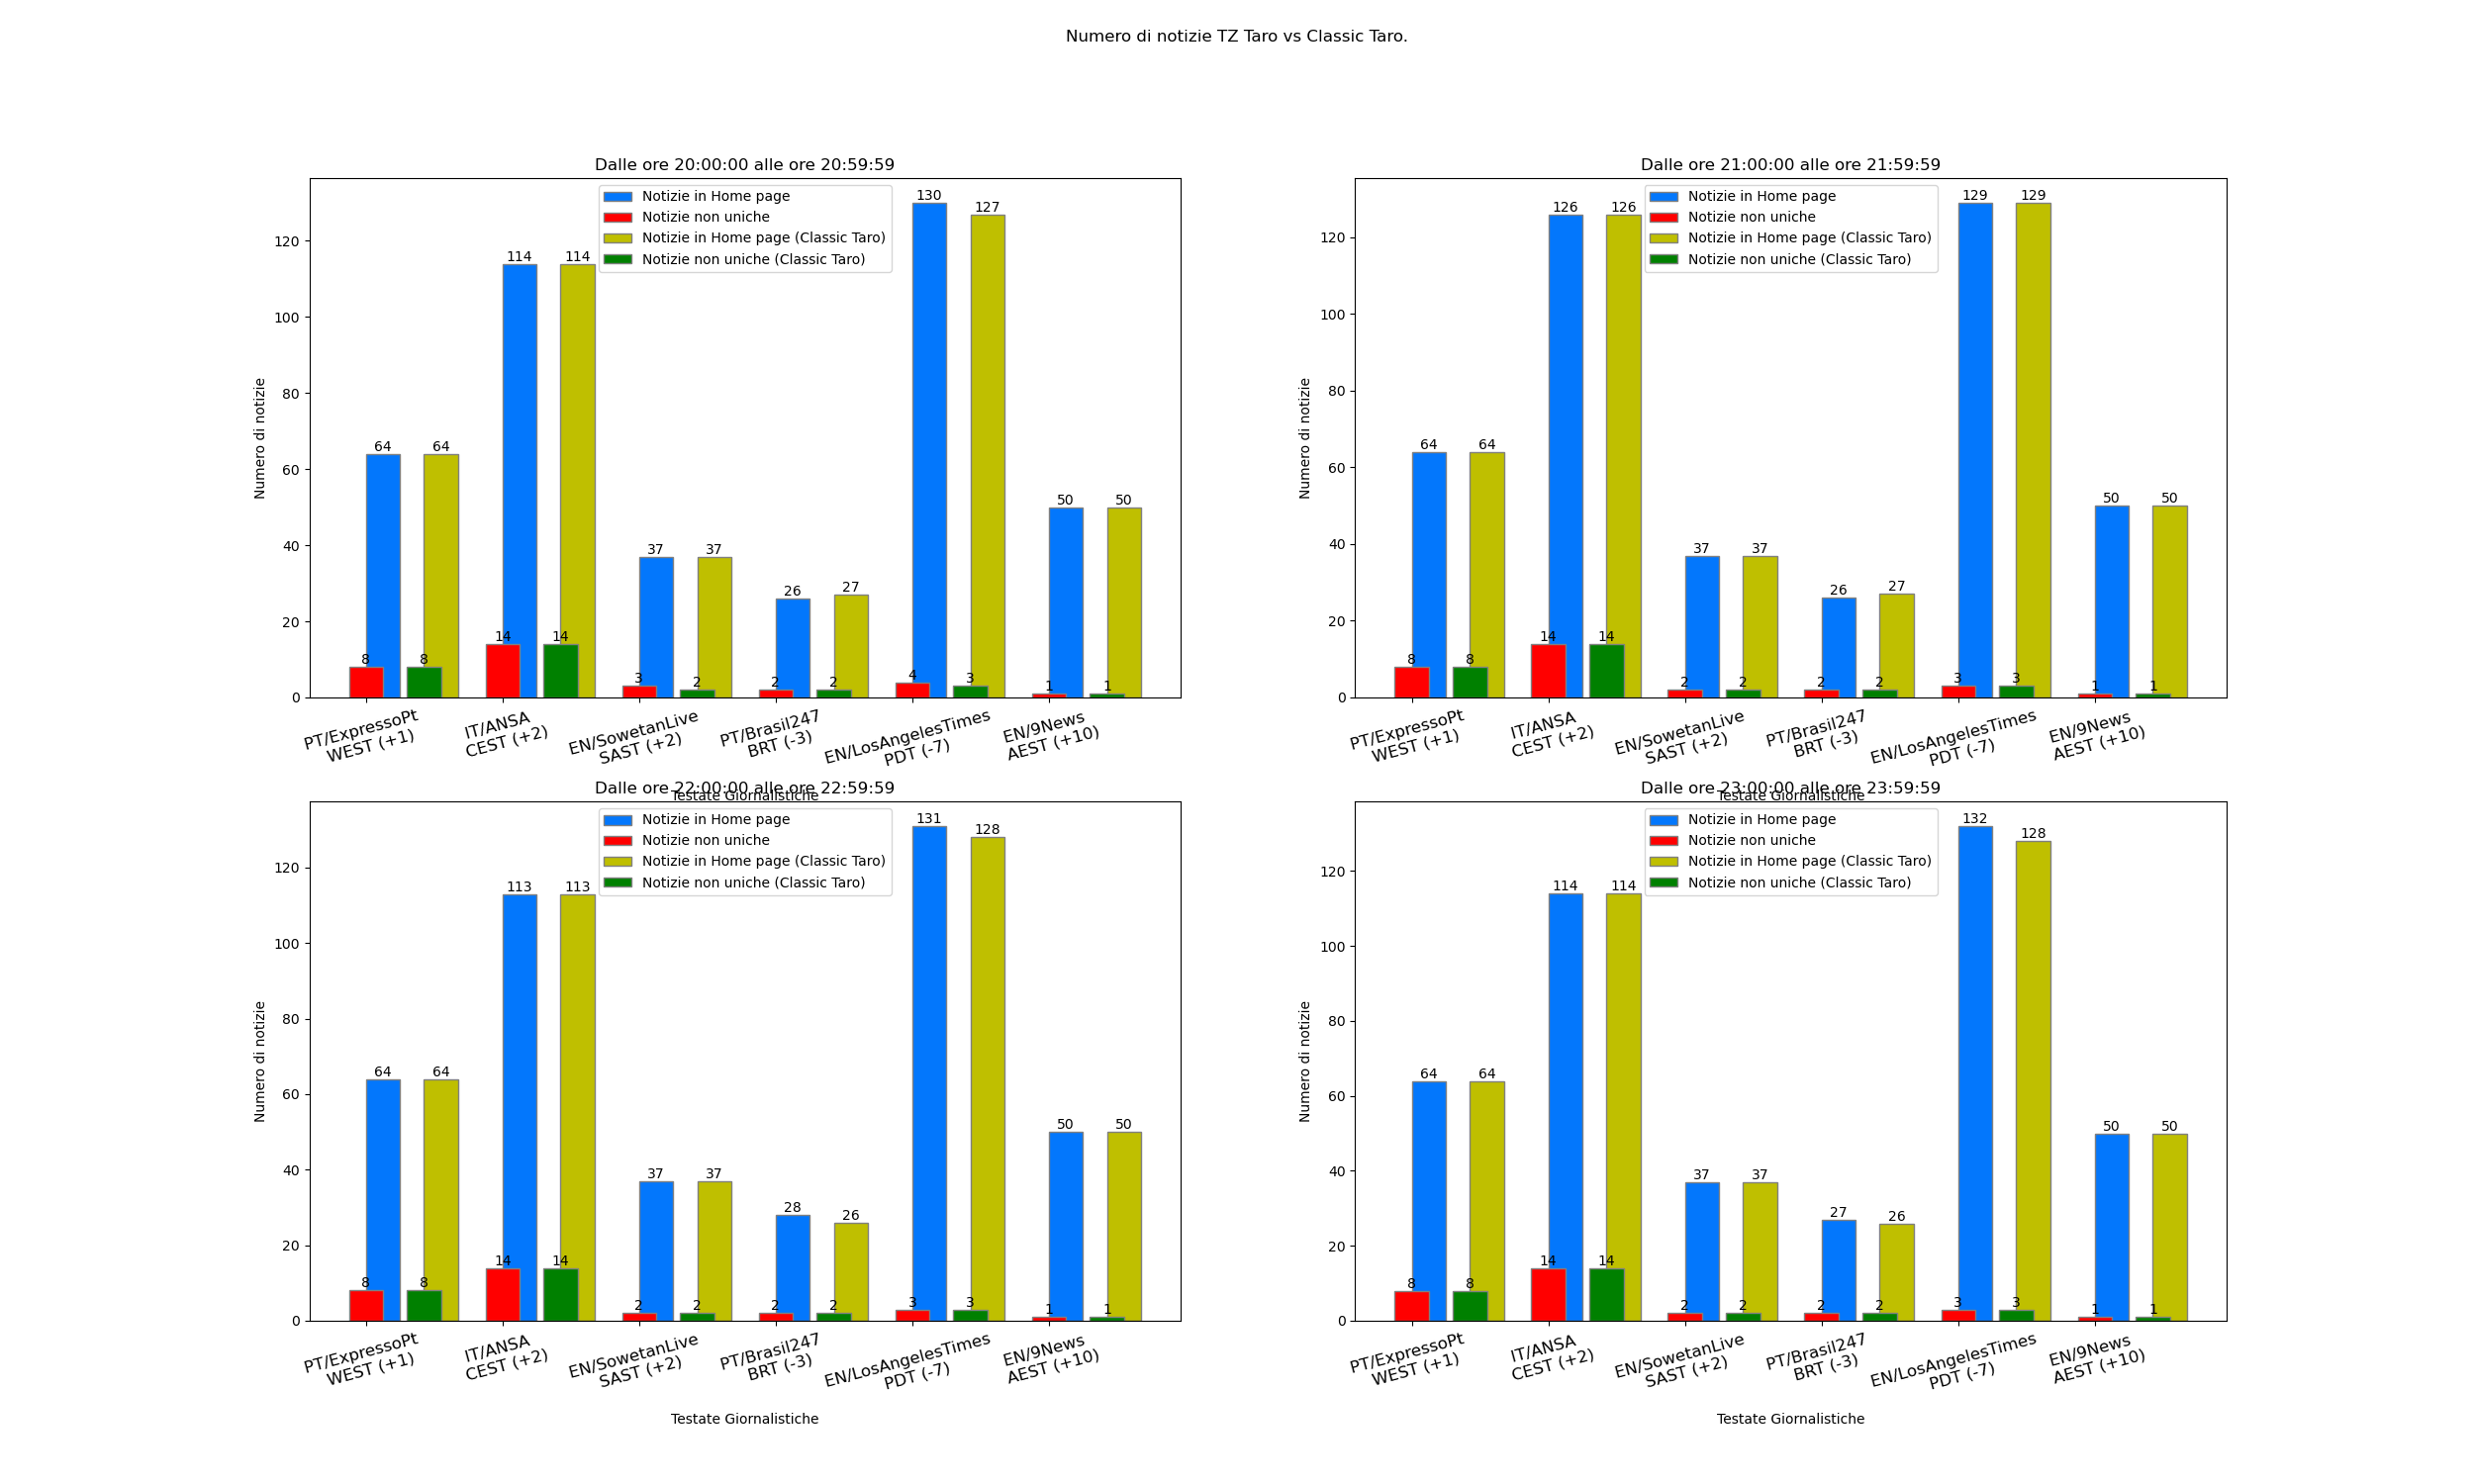 Numero di notizie TZ Taro vs Classic Taro.
Dalle ore 20:00:00 alle ore 20:59:59
Notizie in Home page
Notizie non uniche
Notizie in Home page (Classic Taro)
Notizie non uniche (Classic Taro)
Numero di notizie
120
100
80
60
40
20
0
8 64 8 64
14 114 14 114
3 37 2 37
2 26 2 27
4 130 3 127
1 50 1 50
PT/ExpressoPt
WEST (+1)
IT/ANSA
CEST (+2)
EN/SowetanLive
SAST (+2)
PT/Brasil247
BRT (-3)
EN/LosAngelesTimes
PDT (-7)
EN/9News
AEST (+10)
Testate Giornalistiche
Dalle ore 21:00:00 alle ore 21:59:59
Notizie in Home page
Notizie non uniche
Notizie in Home page (Classic Taro)
Notizie non uniche (Classic Taro)
Numero di notizie
120
100
80
60
40
20
0
8 64 8 64
14 126 14 126
2 37 2 37
2 26 2 27
3 129 3 129
1 50 1 50
PT/ExpressoPt
WEST (+1)
IT/ANSA
CEST (+2)
EN/SowetanLive
SAST (+2)
PT/Brasil247
BRT (-3)
EN/LosAngelesTimes
PDT (-7)
EN/9News
AEST (+10)
Testate Giornalistiche
Dalle ore 22:00:00 alle ore 22:59:59
Notizie in Home page
Notizie non uniche
Notizie in Home page (Classic Taro)
Notizie non uniche (Classic Taro)
Numero di notizie
120
100
80
60
40
20
0
8 64 8 64
14 113 14 113
2 37 2 37
2 28 2 26
3 131 3 128
1 50 1 50
PT/ExpressoPt
WEST (+1)
IT/ANSA
CEST (+2)
EN/SowetanLive
SAST (+2)
PT/Brasil247
BRT (-3)
EN/LosAngelesTimes
PDT (-7)
EN/9News
AEST (+10)
Testate Giornalistiche
Dalle ore 23:00:00 alle ore 23:59:59
Notizie in Home page
Notizie non uniche
Notizie in Home page (Classic Taro)
Notizie non uniche (Classic Taro)
Numero di notizie
120
100
80
60
40
20
0
8 64 8 64
14 114 14 114
2 37 2 37
2 27 2 26
3 132 3 128
1 50 1 50
PT/ExpressoPt
WEST (+1)
IT/ANSA
CEST (+2)
EN/SowetanLive
SAST (+2)
PT/Brasil247
BRT (-3)
EN/LosAngelesTimes
PDT (-7)
EN/9News
AEST (+10)
Testate Giornalistiche